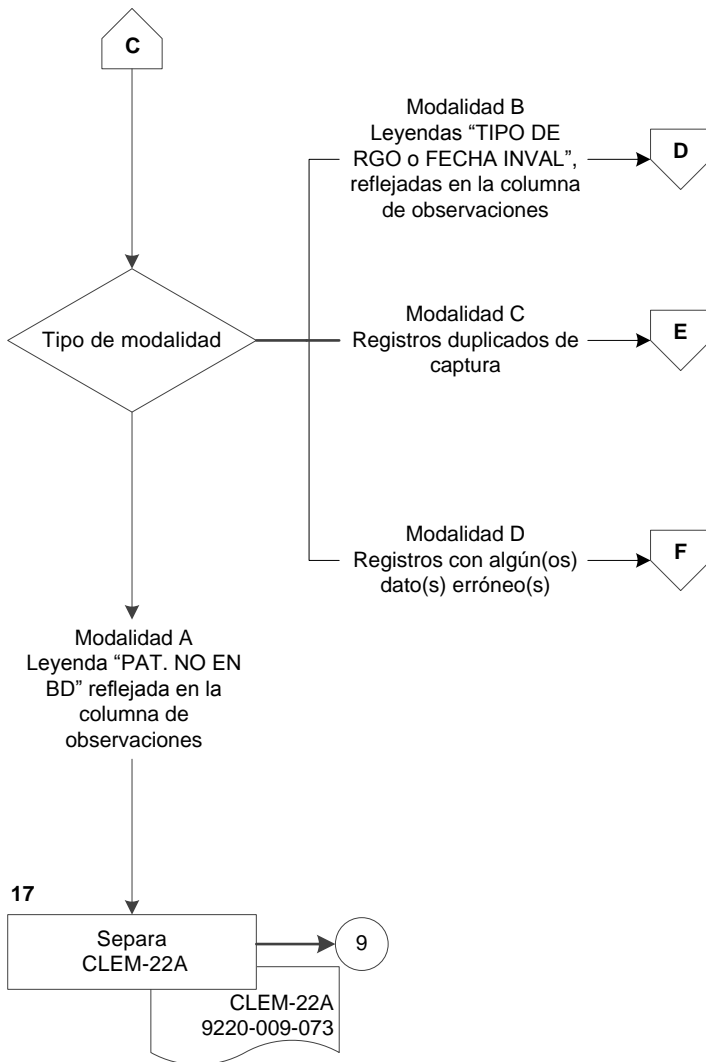 C
Modalidad B
Leyendas “TIPO DE
RGO o FECHA INVAL”,
reflejadas en la columna
de observaciones
D
Tipo de modalidad
Modalidad C
Registros duplicados de
captura
E
Modalidad D
Registros con algún(os)
dato(s) erróneo(s)
F
Modalidad A
Leyenda “PAT. NO EN
BD” reflejada en la
columna de
observaciones
17
Separa
CLEM-22A
9
CLEM-22A
9220-009-073